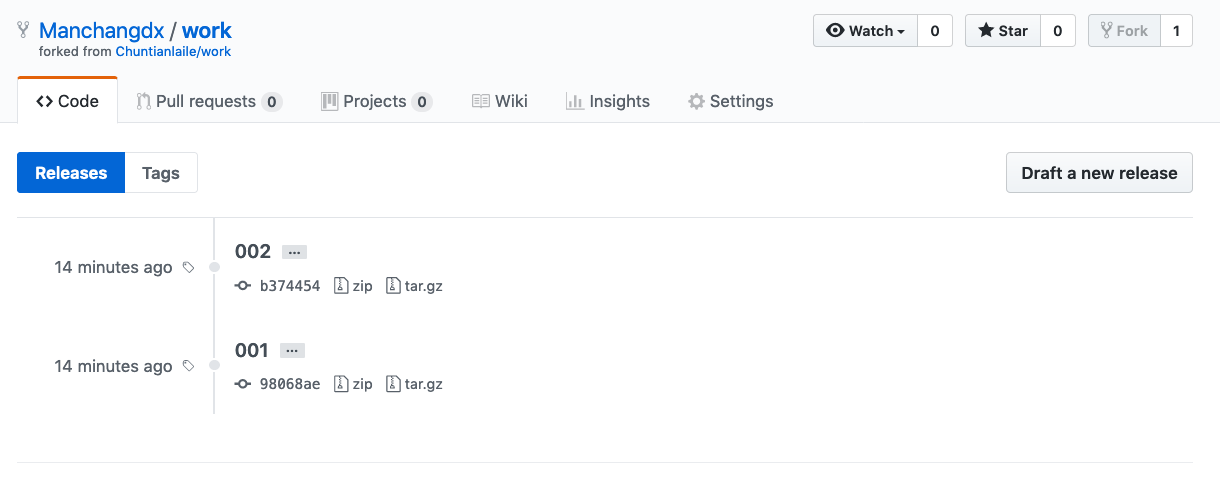 Manchangdx / work
forked from Chuntianlaile/work
Watch 0 Star 0 Fork 1
Code Pull requests 0 Projects 0 Wiki Insights Settings
Releases Tags Draft a new release
002 ...
14 minutes ago
b374454 zip tar.gz
001 ...
14 minutes ago
98068ae zip tar.gz